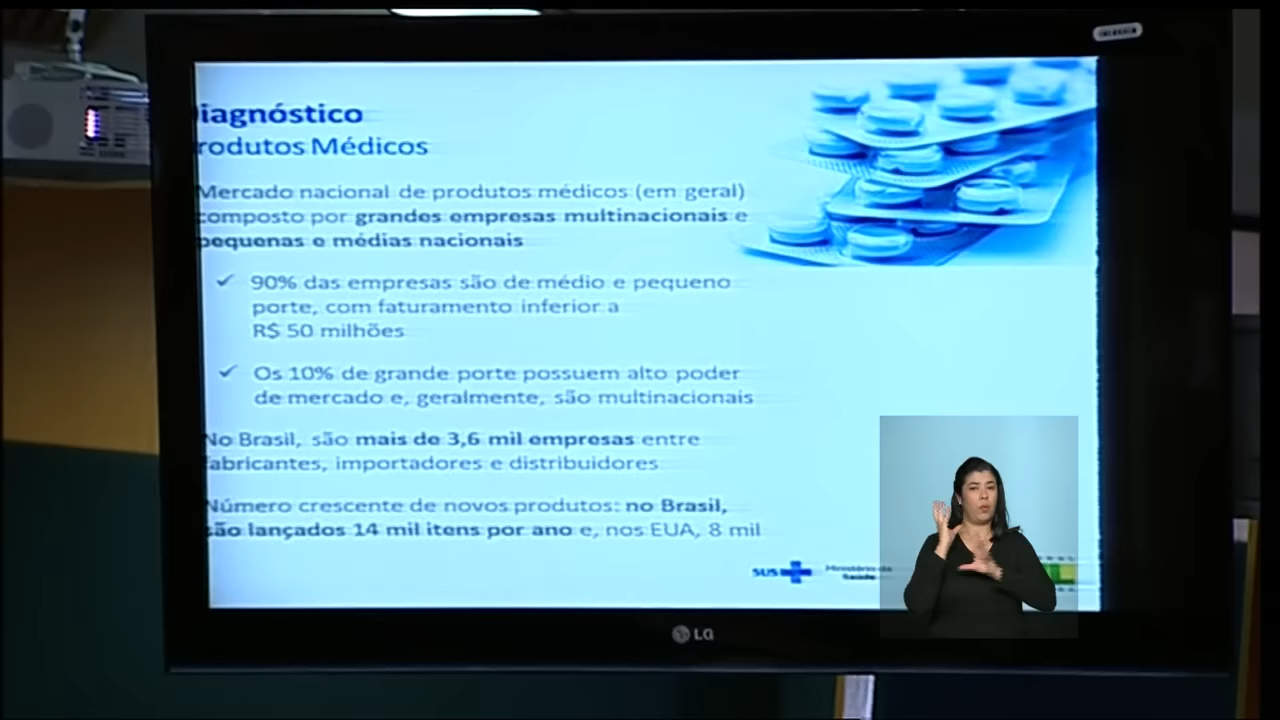 iagnóstico
rodutos Médicos
Mercado nacional de produtos médicos (em geral)
composto por grandes empresas multinacionais e
pequenas e médias nacionais
✓ 90% das empresas são de médio e pequeno
porte, com faturamento inferior a
R$ 50 milhões
✓ Os 10% de grande porte possuem alto poder
de mercado e, geralmente, são multinacionais
No Brasil, são mais de 3,6 mil empresas entre
fabricantes, importadores e distribuidores
Número crescente de novos produtos: no Brasil,
são lançados 14 mil itens por ano e, nos EUA, 8 mil
SUS Ministério da
Saúde
LG